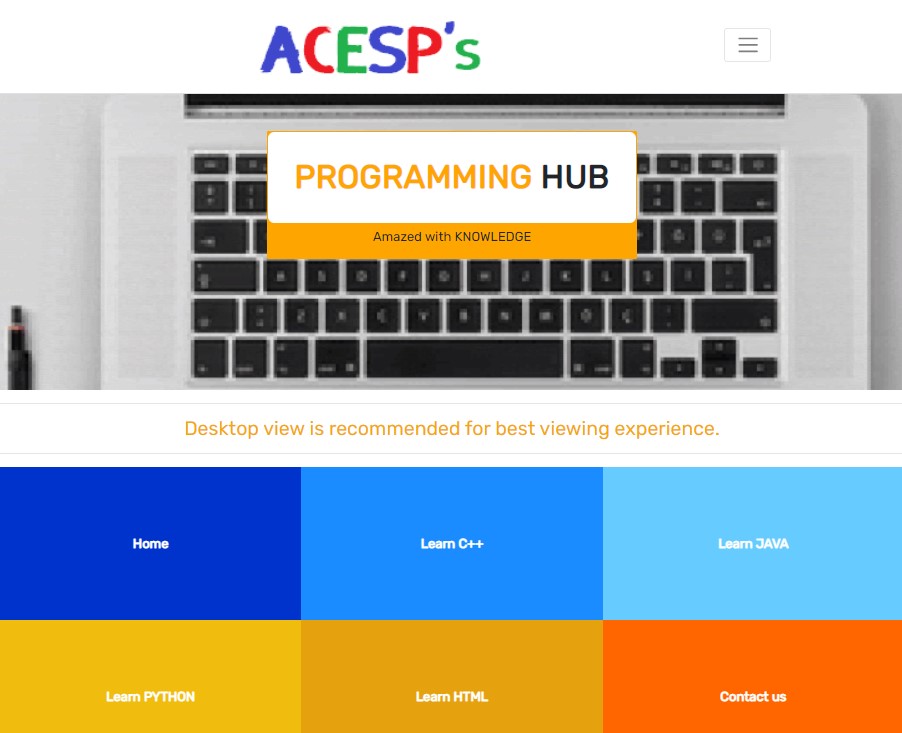 ACESP's
PROGRAMMING HUB
Amazed with KNOWLEDGE
Desktop view is recommended for best viewing experience.
Home
Learn C++
Learn JAVA
Learn PYTHON
Learn HTML
Contact us